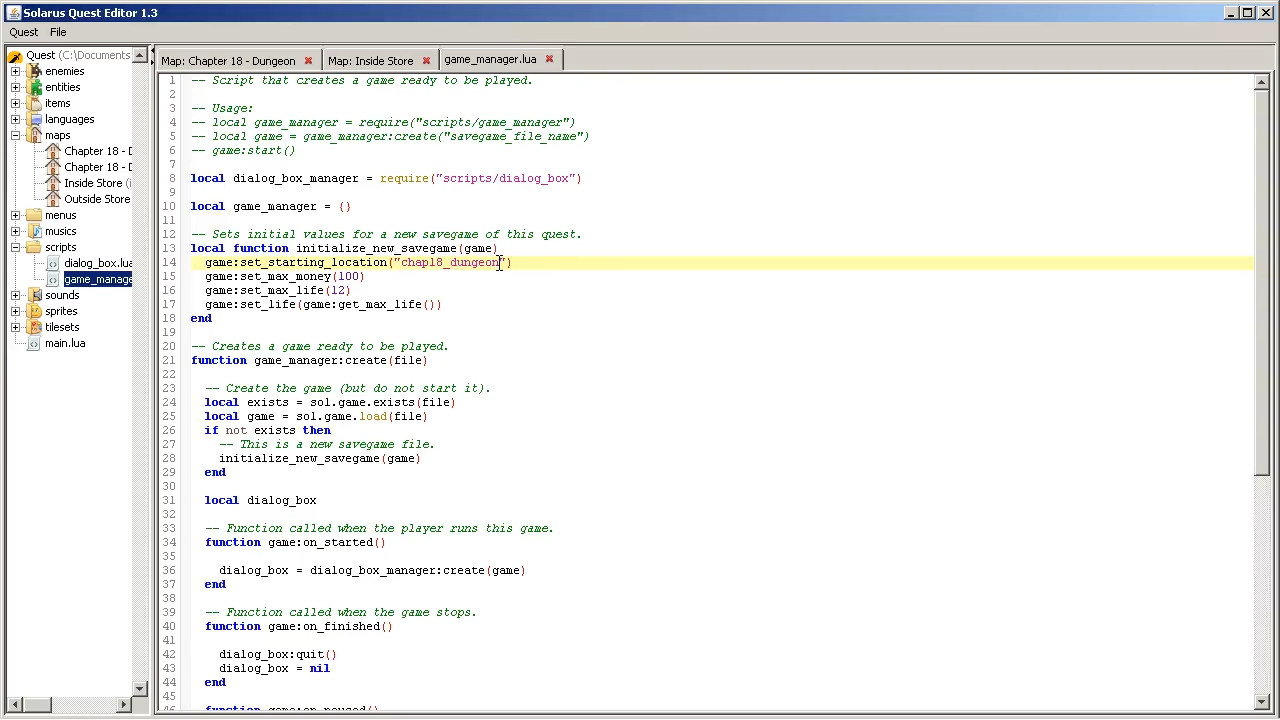 Solarus Quest Editor 1.3
Quest File
Quest (C:\Documents
enemies
entities
items
languages
maps
Chapter 18 - D
Chapter 18 - D
Inside Store (i
Outside Store
menus
musics
scripts
dialog_box.lua
game_manage
sounds
sprites
tilesets
main.lua
Map: Chapter 18 - Dungeon Map: Inside Store game_manager.lua
1 -- Script that creates a game ready to be played.
2
3 -- Usage:
4 -- local game_manager = require("scripts/game_manager")
5 -- local game = game_manager:create("savegame_file_name")
6 -- game:start()
7
8 local dialog_box_manager = require("scripts/dialog_box")
9
10 local game_manager = {}
11
12 -- Sets initial values for a new savegame of this quest.
13 local function initialize_new_savegame(game)
14 game:set_starting_location("chap18_dungeon")
15 game:set_max_money(100)
16 game:set_max_life(12)
17 game:set_life(game:get_max_life())
18 end
19
20 -- Creates a game ready to be played.
21 function game_manager:create(file)
22
23 -- Create the game (but do not start it).
24 local exists = sol.game.exists(file)
25 local game = sol.game.load(file)
26 if not exists then
27 -- This is a new savegame file.
28 initialize_new_savegame(game)
29 end
30
31 local dialog_box
32
33 -- Function called when the player runs this game.
34 function game:on_started()
35
36 dialog_box = dialog_box_manager:create(game)
37 end
38
39 -- Function called when the game stops.
40 function game:on_finished()
41
42 dialog_box:quit()
43 dialog_box = nil
44 end
45
46 function game:on_paused()